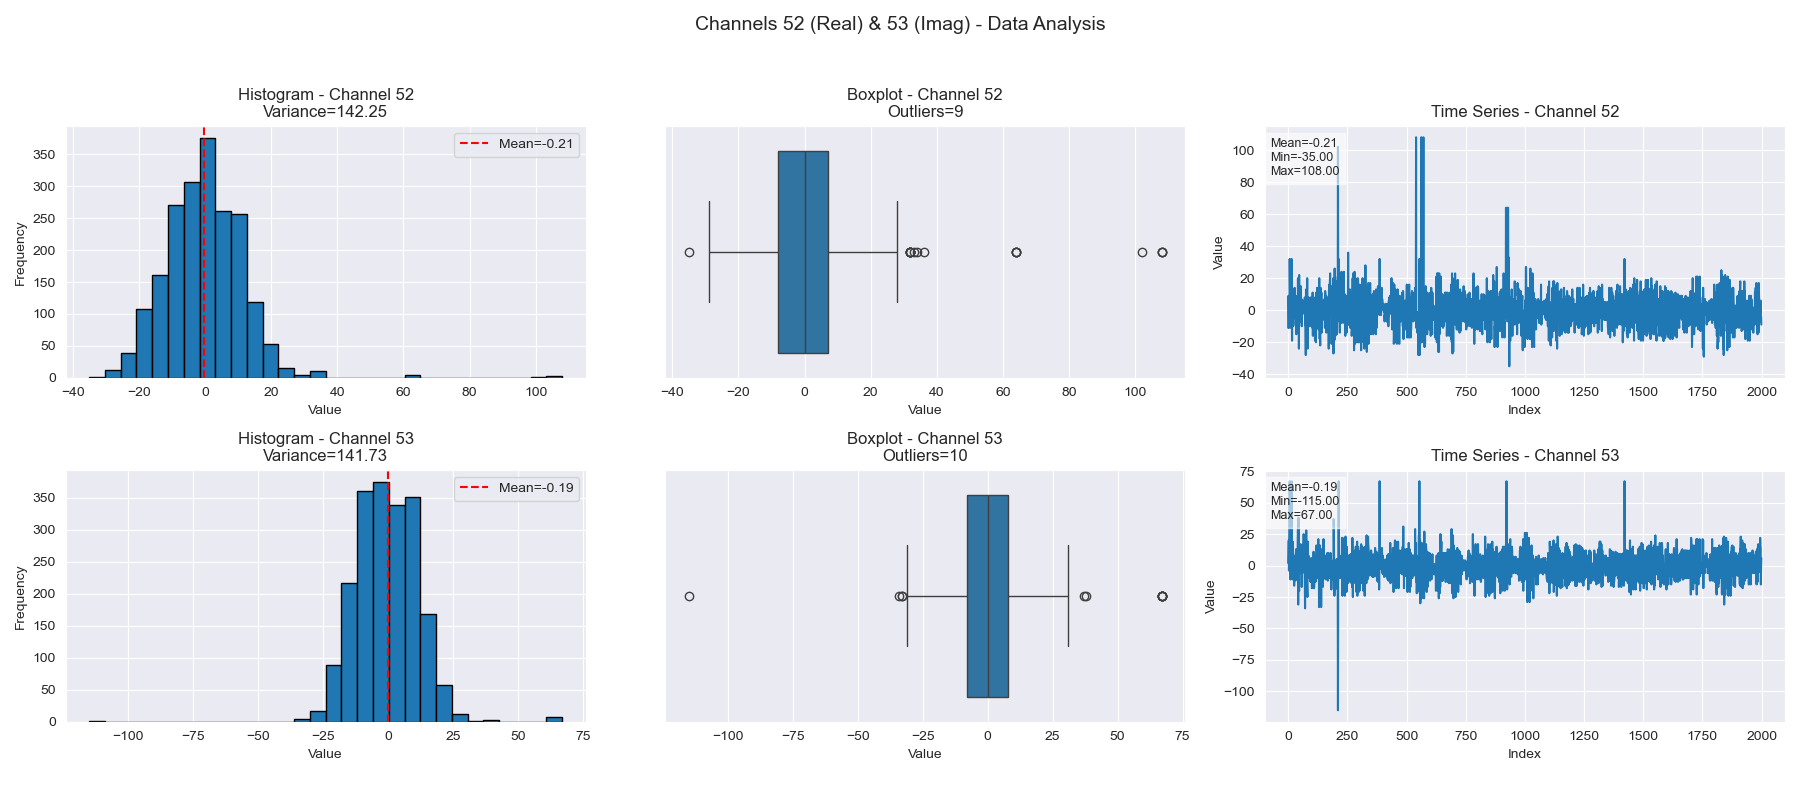 Channels 52 (Real) & 53 (Imag) - Data Analysis
Histogram - Channel 52
Variance=142.25
Mean=-0.21
Frequency
350
300
250
200
150
100
50
0
−40 −20 0 20 40 60 80 100
Value
Boxplot - Channel 52
Outliers=9
−40 −20 0 20 40 60 80 100
Value
Time Series - Channel 52
Mean=-0.21
Min=-35.00
Max=108.00
Value
100
80
60
40
20
0
−20
−40
0 250 500 750 1000 1250 1500 1750 2000
Index
Histogram - Channel 53
Variance=141.73
Mean=-0.19
Frequency
350
300
250
200
150
100
50
0
−100 −75 −50 −25 0 25 50 75
Value
Boxplot - Channel 53
Outliers=10
−100 −75 −50 −25 0 25 50 75
Value
Time Series - Channel 53
Mean=-0.19
Min=-115.00
Max=67.00
Value
75
50
25
0
−25
−50
−75
−100
0 250 500 750 1000 1250 1500 1750 2000
Index